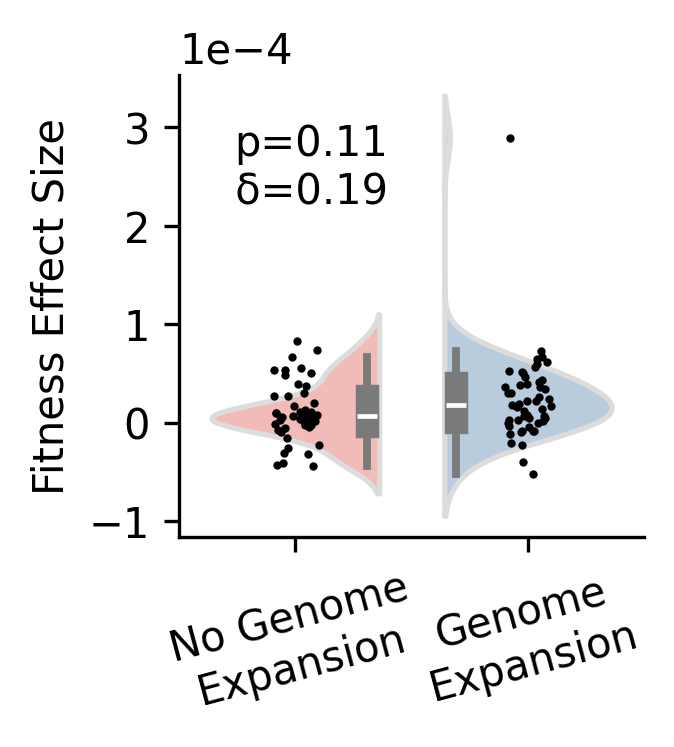 1e−4
Fitness Effect Size
3
2
1
0
−1
p=0.11
δ=0.19
No Genome
Expansion
Genome
Expansion